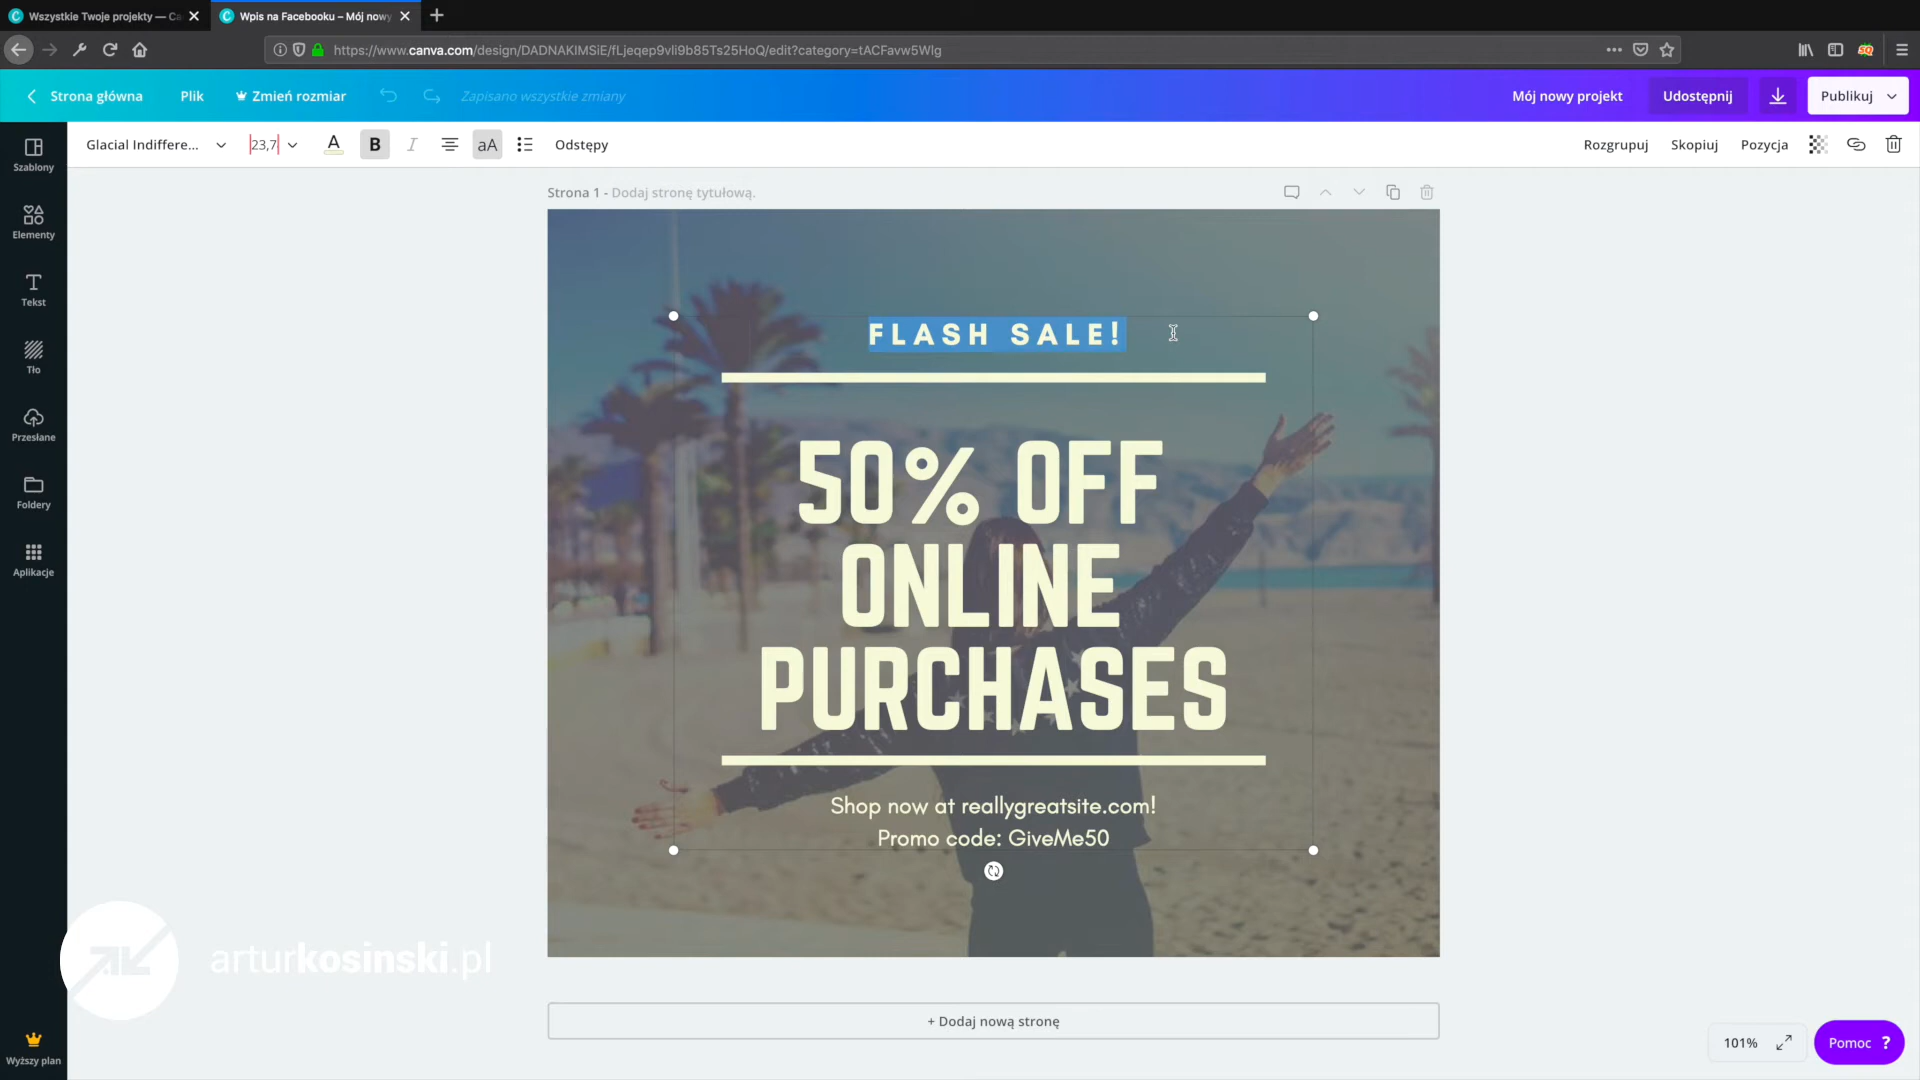 Wszystkie Twoje projekty — Ca
Wpis na Facebooku – Mój nowy
https://www.canva.com/design/DADNAKIMSiE/fLjeqep9vli9b85Ts25HoQ/edit?category=tACFavw5WIg
Strona główna
Plik
Zmień rozmiar
Zapisano wszystkie zmiany
Mój nowy projekt
Udostępnij
Publikuj
Glacial Indiffere...
23,7
A
B
I
aA
Odstępy
Rozgrupuj
Skopiuj
Pozycja
Szablony
Elementy
Tekst
Tło
Przesłane
Foldery
Aplikacje
Wyższy plan
Strona 1 - Dodaj stronę tytułową.
FLASH SALE!
50% OFF
ONLINE
PURCHASES
Shop now at reallygreatsite.com!
Promo code: GiveMe50
arturkosinski.pl
+ Dodaj nową stronę
101%
Pomoc ?